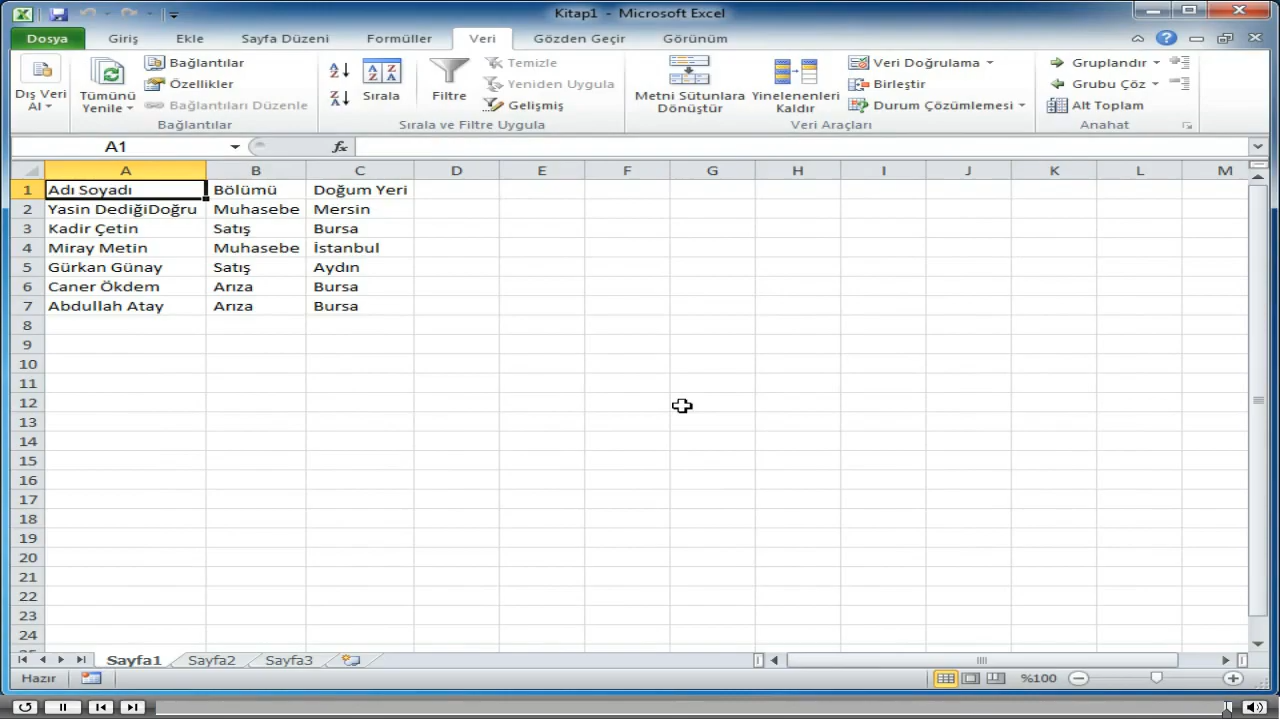 Kitap1 - Microsoft Excel
Dosya Giriş Ekle Sayfa Düzeni Formüller Veri Gözden Geçir Görünüm
Dış Veri Al
Tümünü Yenile
Bağlantılar
Özellikler
Bağlantıları Düzenle
Bağlantılar
Sırala
Filtre
Temizle
Yeniden Uygula
Gelişmiş
Sırala ve Filtre Uygula
Metni Sütunlara Dönüştür
Yinelenenleri Kaldır
Veri Doğrulama
Birleştir
Durum Çözümlemesi
Veri Araçları
Gruplandır
Grubu Çöz
Alt Toplam
Anahat
A1 fx
A B C D E F G H I J K L M
1 Adı Soyadı Bölümü Doğum Yeri
2 Yasin DediğiDoğru Muhasebe Mersin
3 Kadir Çetin Satış Bursa
4 Miray Metin Muhasebe İstanbul
5 Gürkan Günay Satış Aydın
6 Caner Ökdem Arıza Bursa
7 Abdullah Atay Arıza Bursa
8
9
10
11
12
13
14
15
16
17
18
19
20
21
22
23
24
Sayfa1 Sayfa2 Sayfa3
Hazır %100